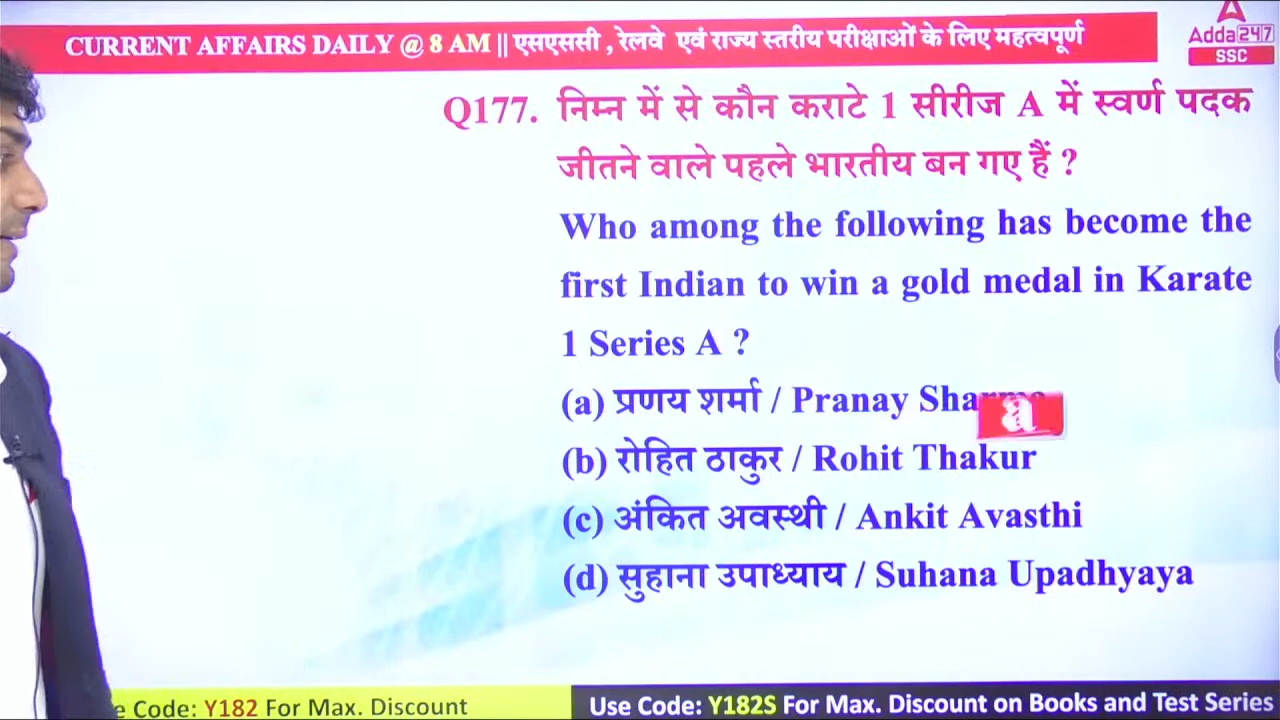 CURRENT AFFAIRS DAILY @ 8 AM || एसएससी , रेलवे एवं राज्य स्तरीय परीक्षाओं के लिए महत्वपूर्ण
Adda 247
SSC
Q177. निम्न में से कौन कराटे 1 सीरीज A में स्वर्ण पदक
जीतने वाले पहले भारतीय बन गए हैं ?
Who among the following has become the
first Indian to win a gold medal in Karate
1 Series A ?
(a) प्रणय शर्मा / Pranay
a
(b) रोहित ठाकुर / Rohit Thakur
(c) अंकित अवस्थी / Ankit Avasthi
(d) सुहाना उपाध्याय / Suhana Upadhyaya
Code: Y182 For Max. Discount
Use Code: Y182S For Max. Discount on Books and Test Series